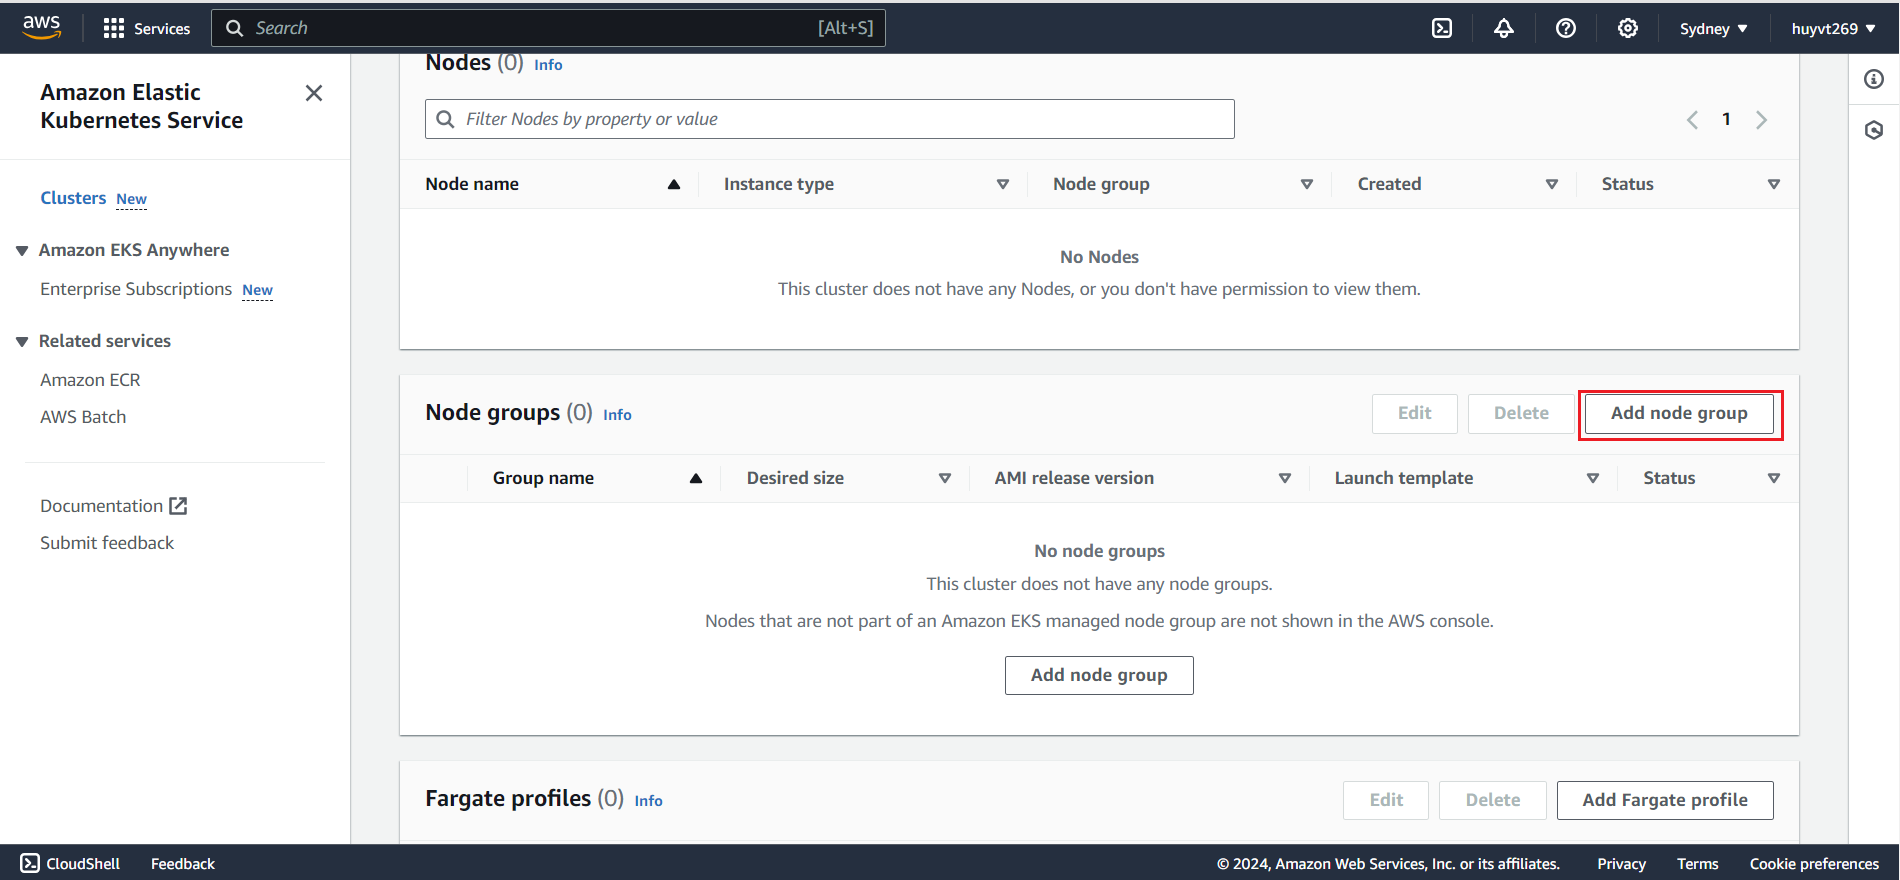 aws
Services
Search
[Alt+S]
Sydney
huyvt269
Amazon Elastic
Kubernetes Service
Clusters New
Amazon EKS Anywhere
Enterprise Subscriptions New
Related services
Amazon ECR
AWS Batch
Documentation
Submit feedback
Nodes (0) Info
Filter Nodes by property or value
1
Node name Instance type Node group Created Status
No Nodes
This cluster does not have any Nodes, or you don't have permission to view them.
Node groups (0) Info
Edit Delete Add node group
Group name Desired size AMI release version Launch template Status
No node groups
This cluster does not have any node groups.
Nodes that are not part of an Amazon EKS managed node group are not shown in the AWS console.
Add node group
Fargate profiles (0) Info
Edit Delete Add Fargate profile
CloudShell Feedback
© 2024, Amazon Web Services, Inc. or its affiliates. Privacy Terms Cookie preferences